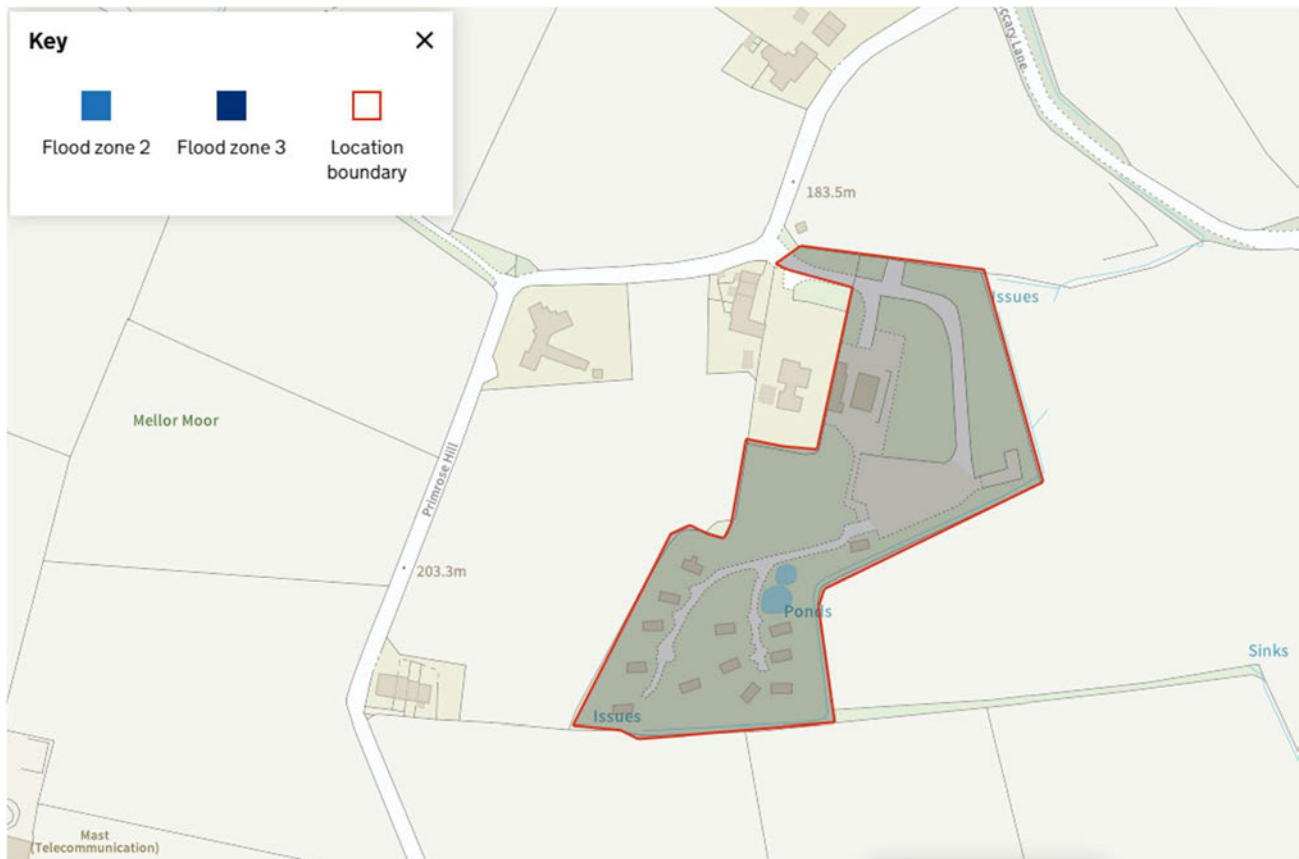 Key
Flood zone 2
Flood zone 3
Location
boundary
Lane
183.5m
Issues
Mellor Moor
Primrose Hill
203.3m
Ponds
Sinks
Issues
Mast
(Telecommunication)